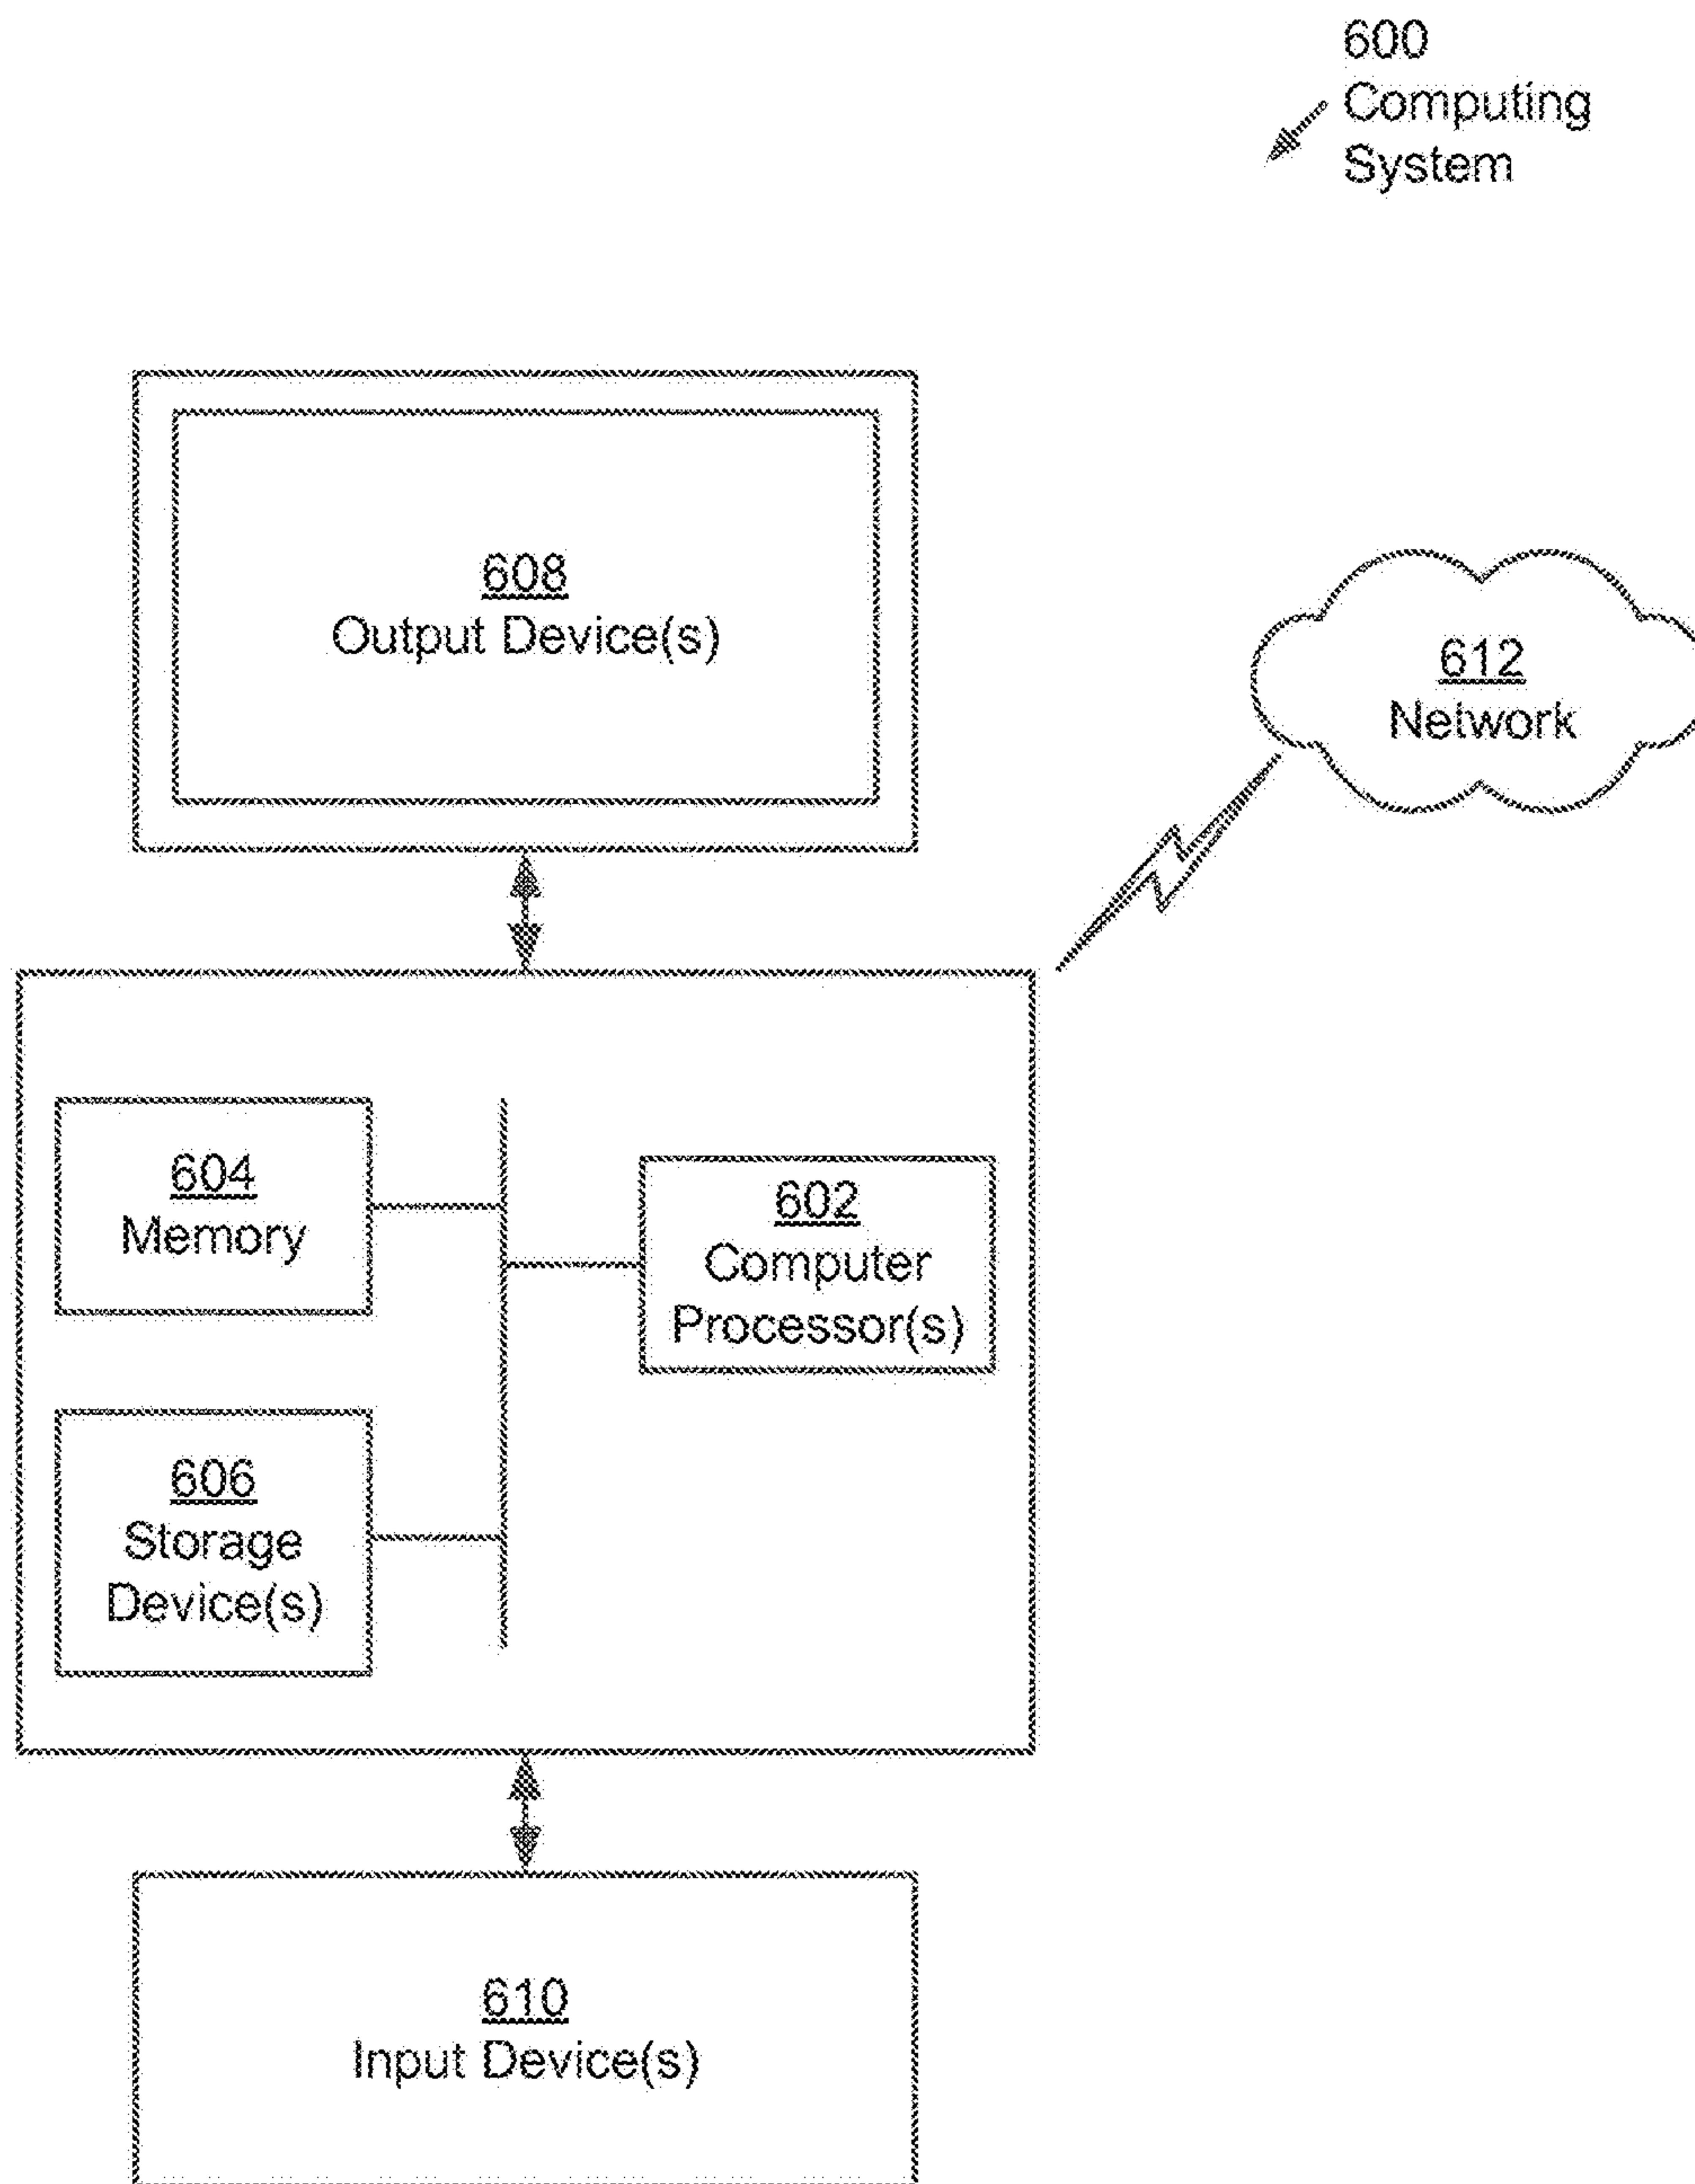 600
Computing
System
608
Output Device(s)
612
Network
604
Memory
602
Computer
Processor(s)
606
Storage
Device(s)
610
Input Device(s)